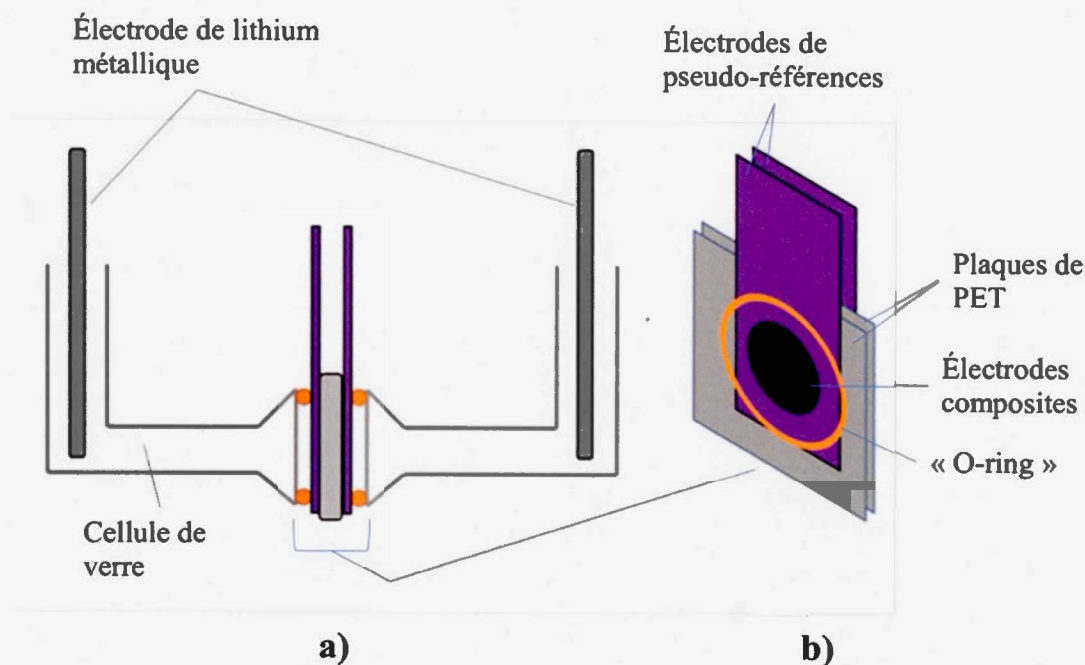 Électrode de lithium
métallique
Électrodes de
pseudo-références
Plaques de
PET
Électrodes
composites
« O-ring »
Cellule de
verre
a)
b)